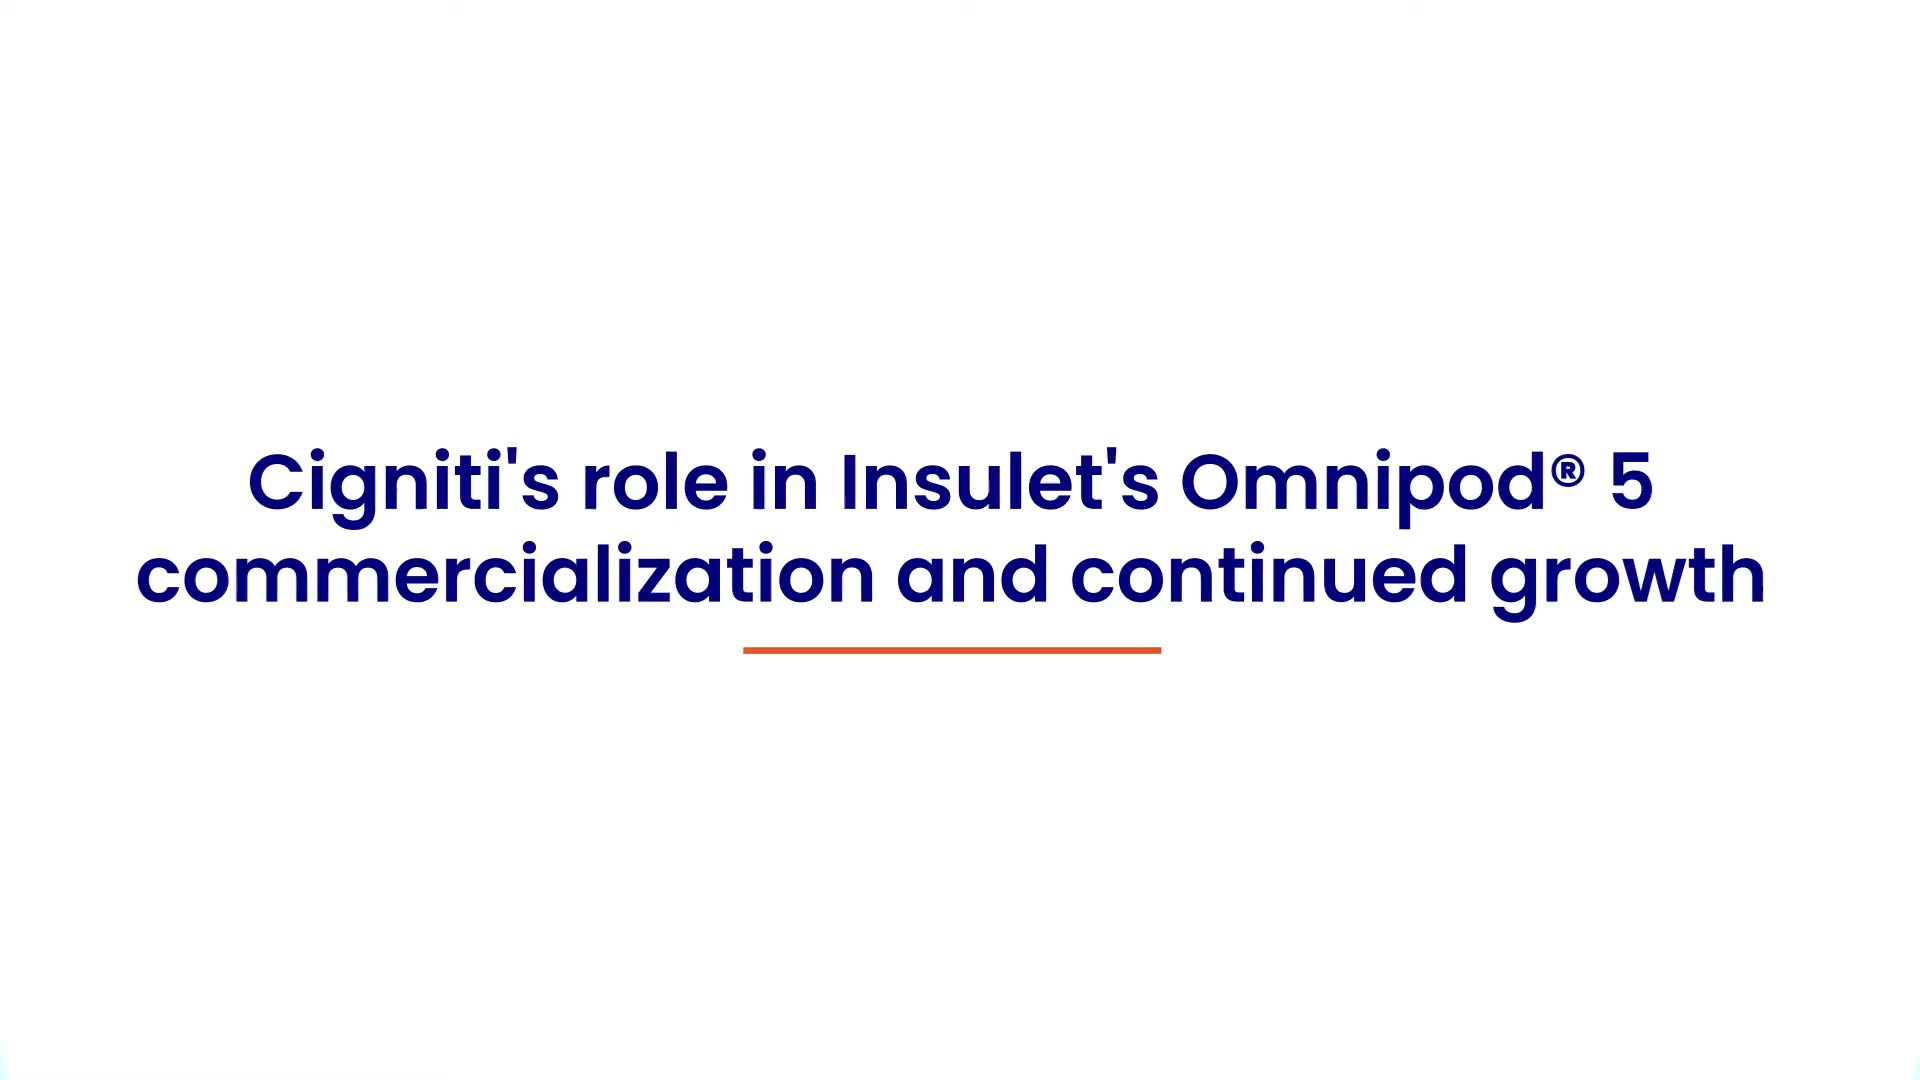 Cigniti's role in Insulet's Omnipod® 5
commercialization and continued growth